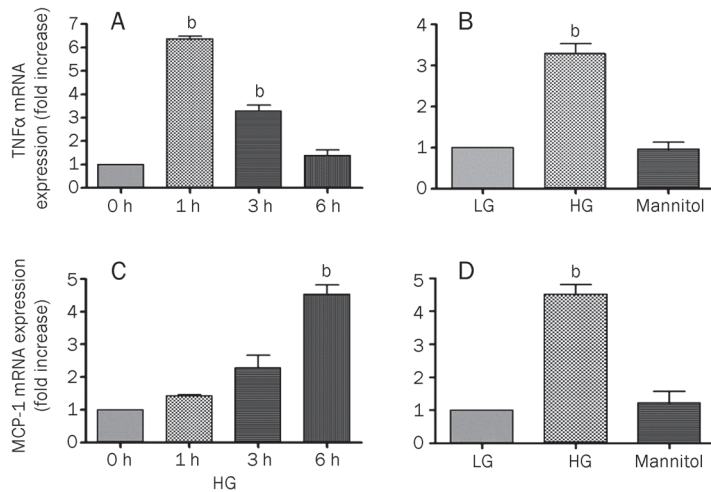 A
TNFα mRNA
expression (fold increase)
7
6
5
4
3
2
1
0
b
b
0 h 1 h 3 h 6 h
B
4
3
2
1
0
b
LG HG Mannitol
C
MCP-1 mRNA expression
(fold increase)
5
4
3
2
1
0
b
0 h 1 h 3 h 6 h
HG
D
5
4
3
2
1
0
b
LG HG Mannitol